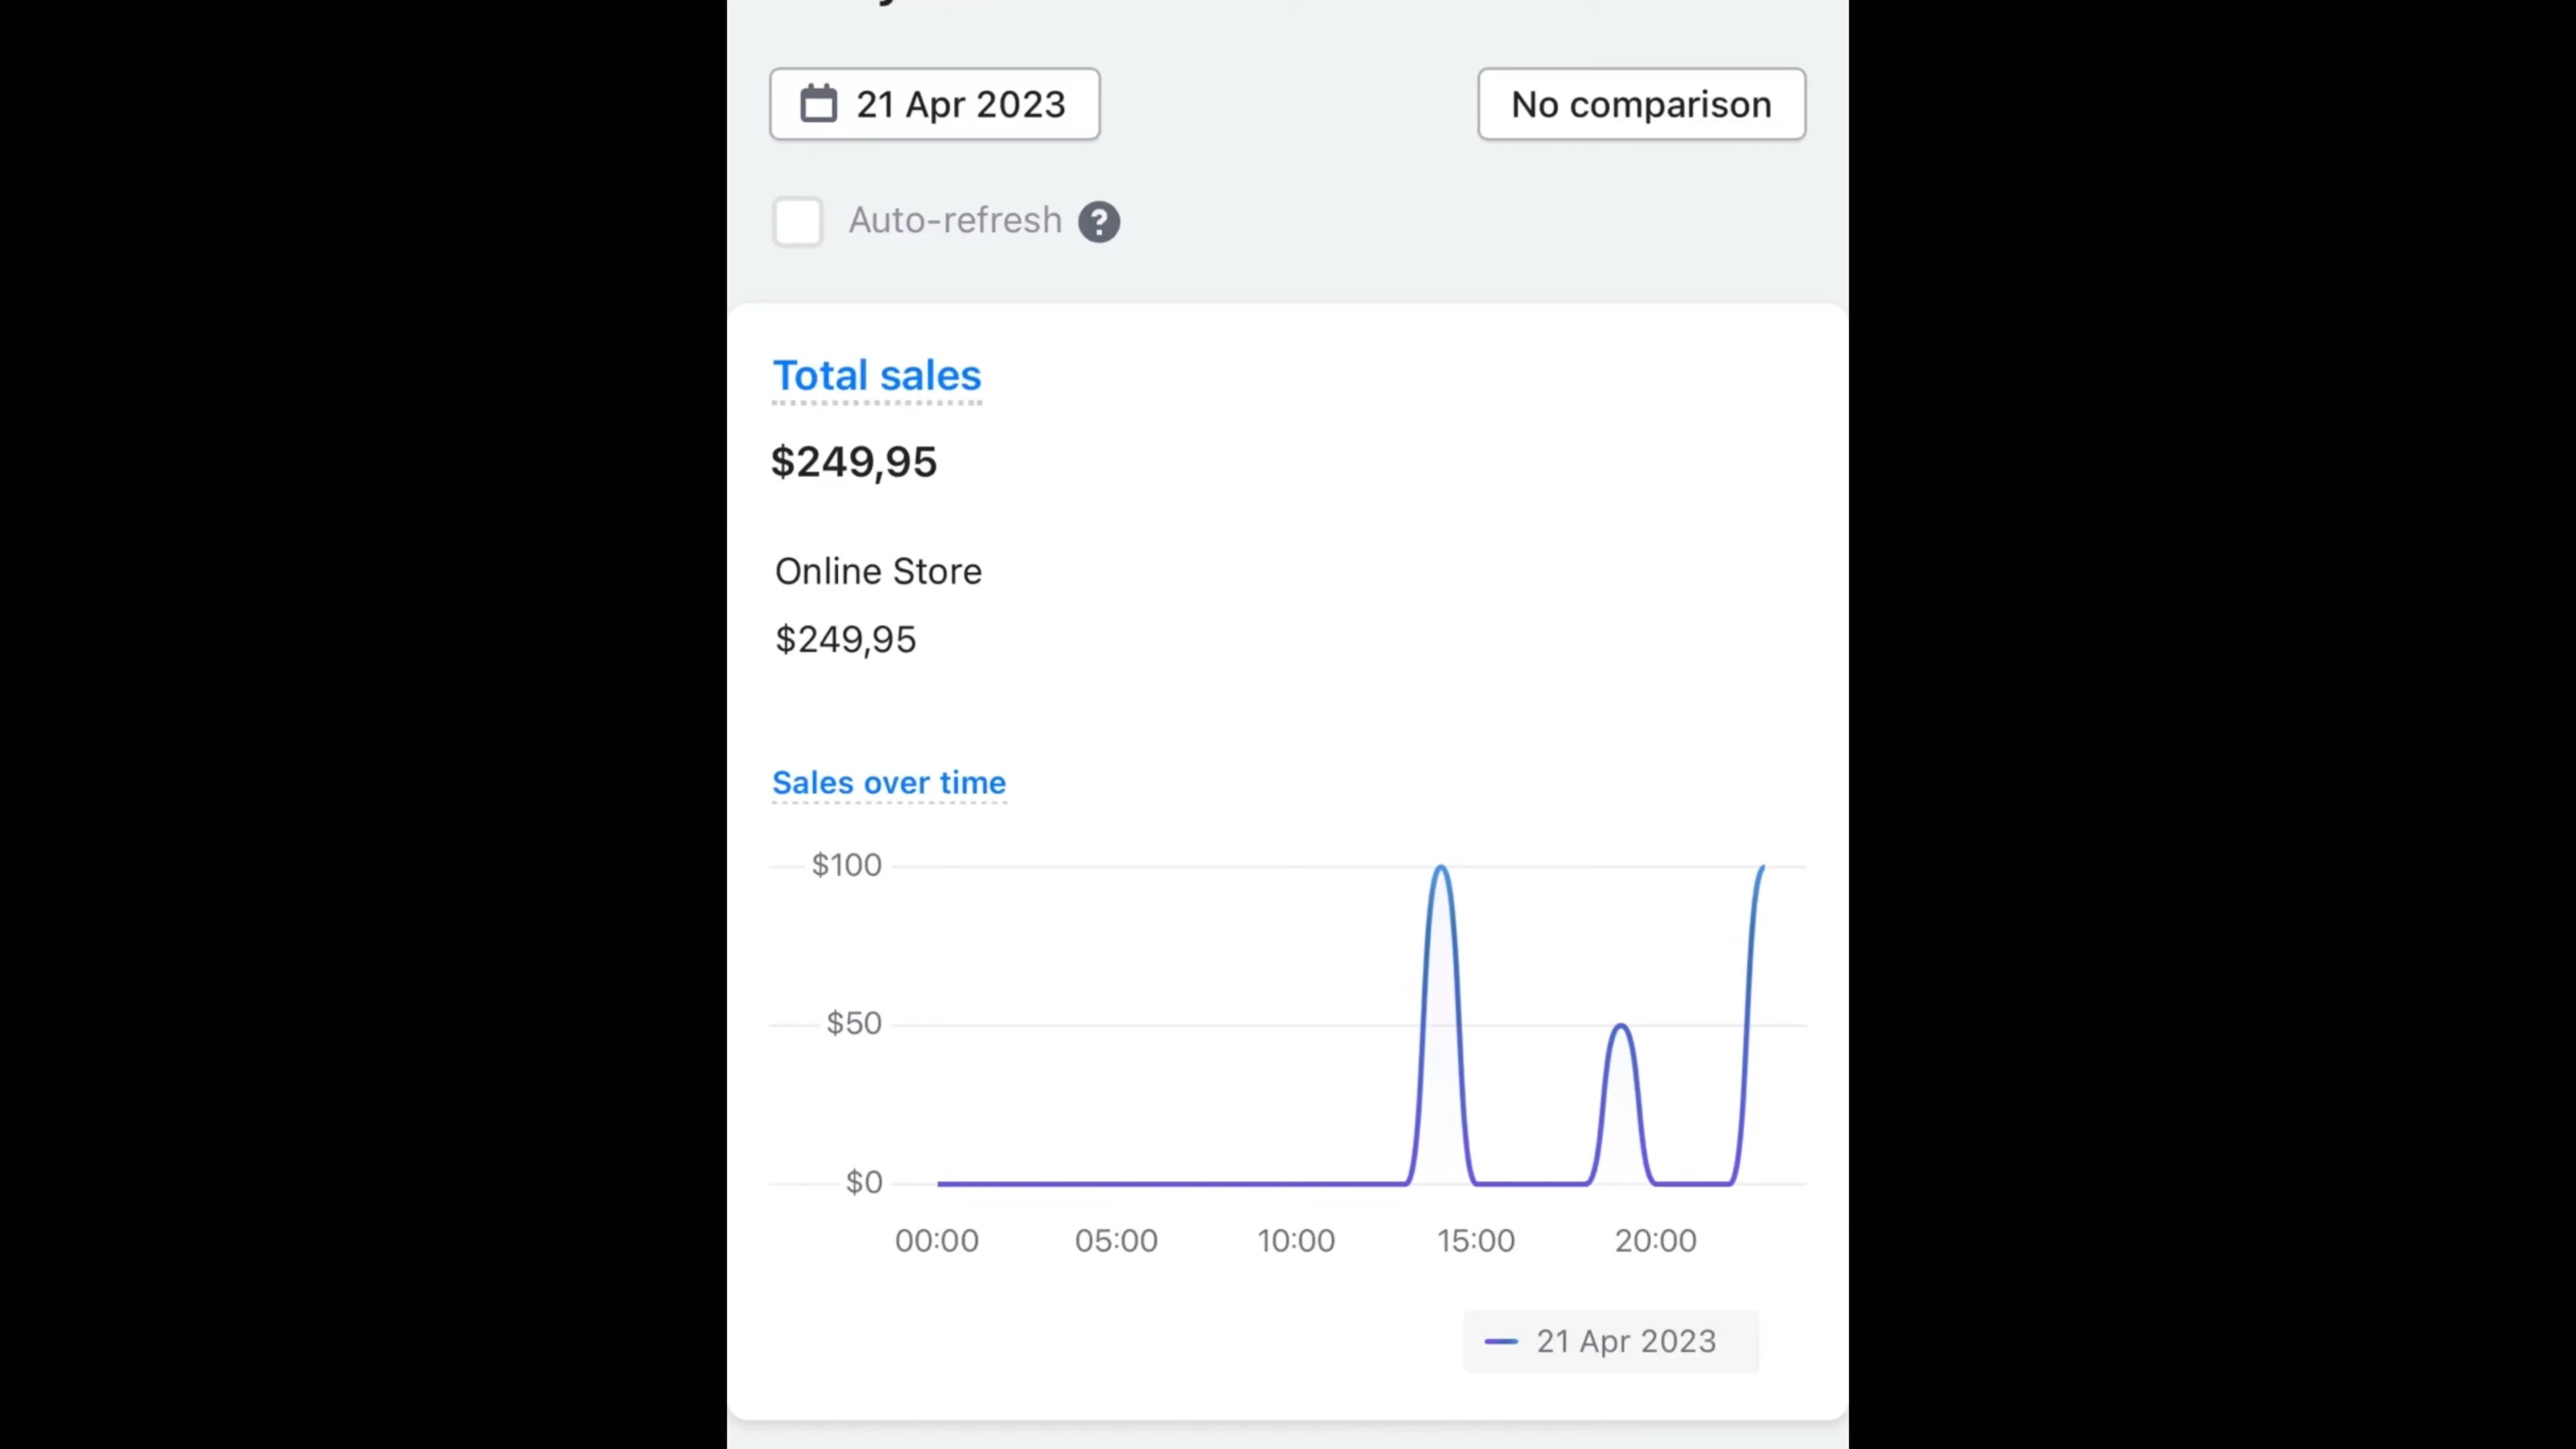 21 Apr 2023
No comparison
Auto-refresh ?
Total sales
$249,95
Online Store
$249,95
Sales over time
$100
$50
$0
00:00 05:00 10:00 15:00 20:00
21 Apr 2023